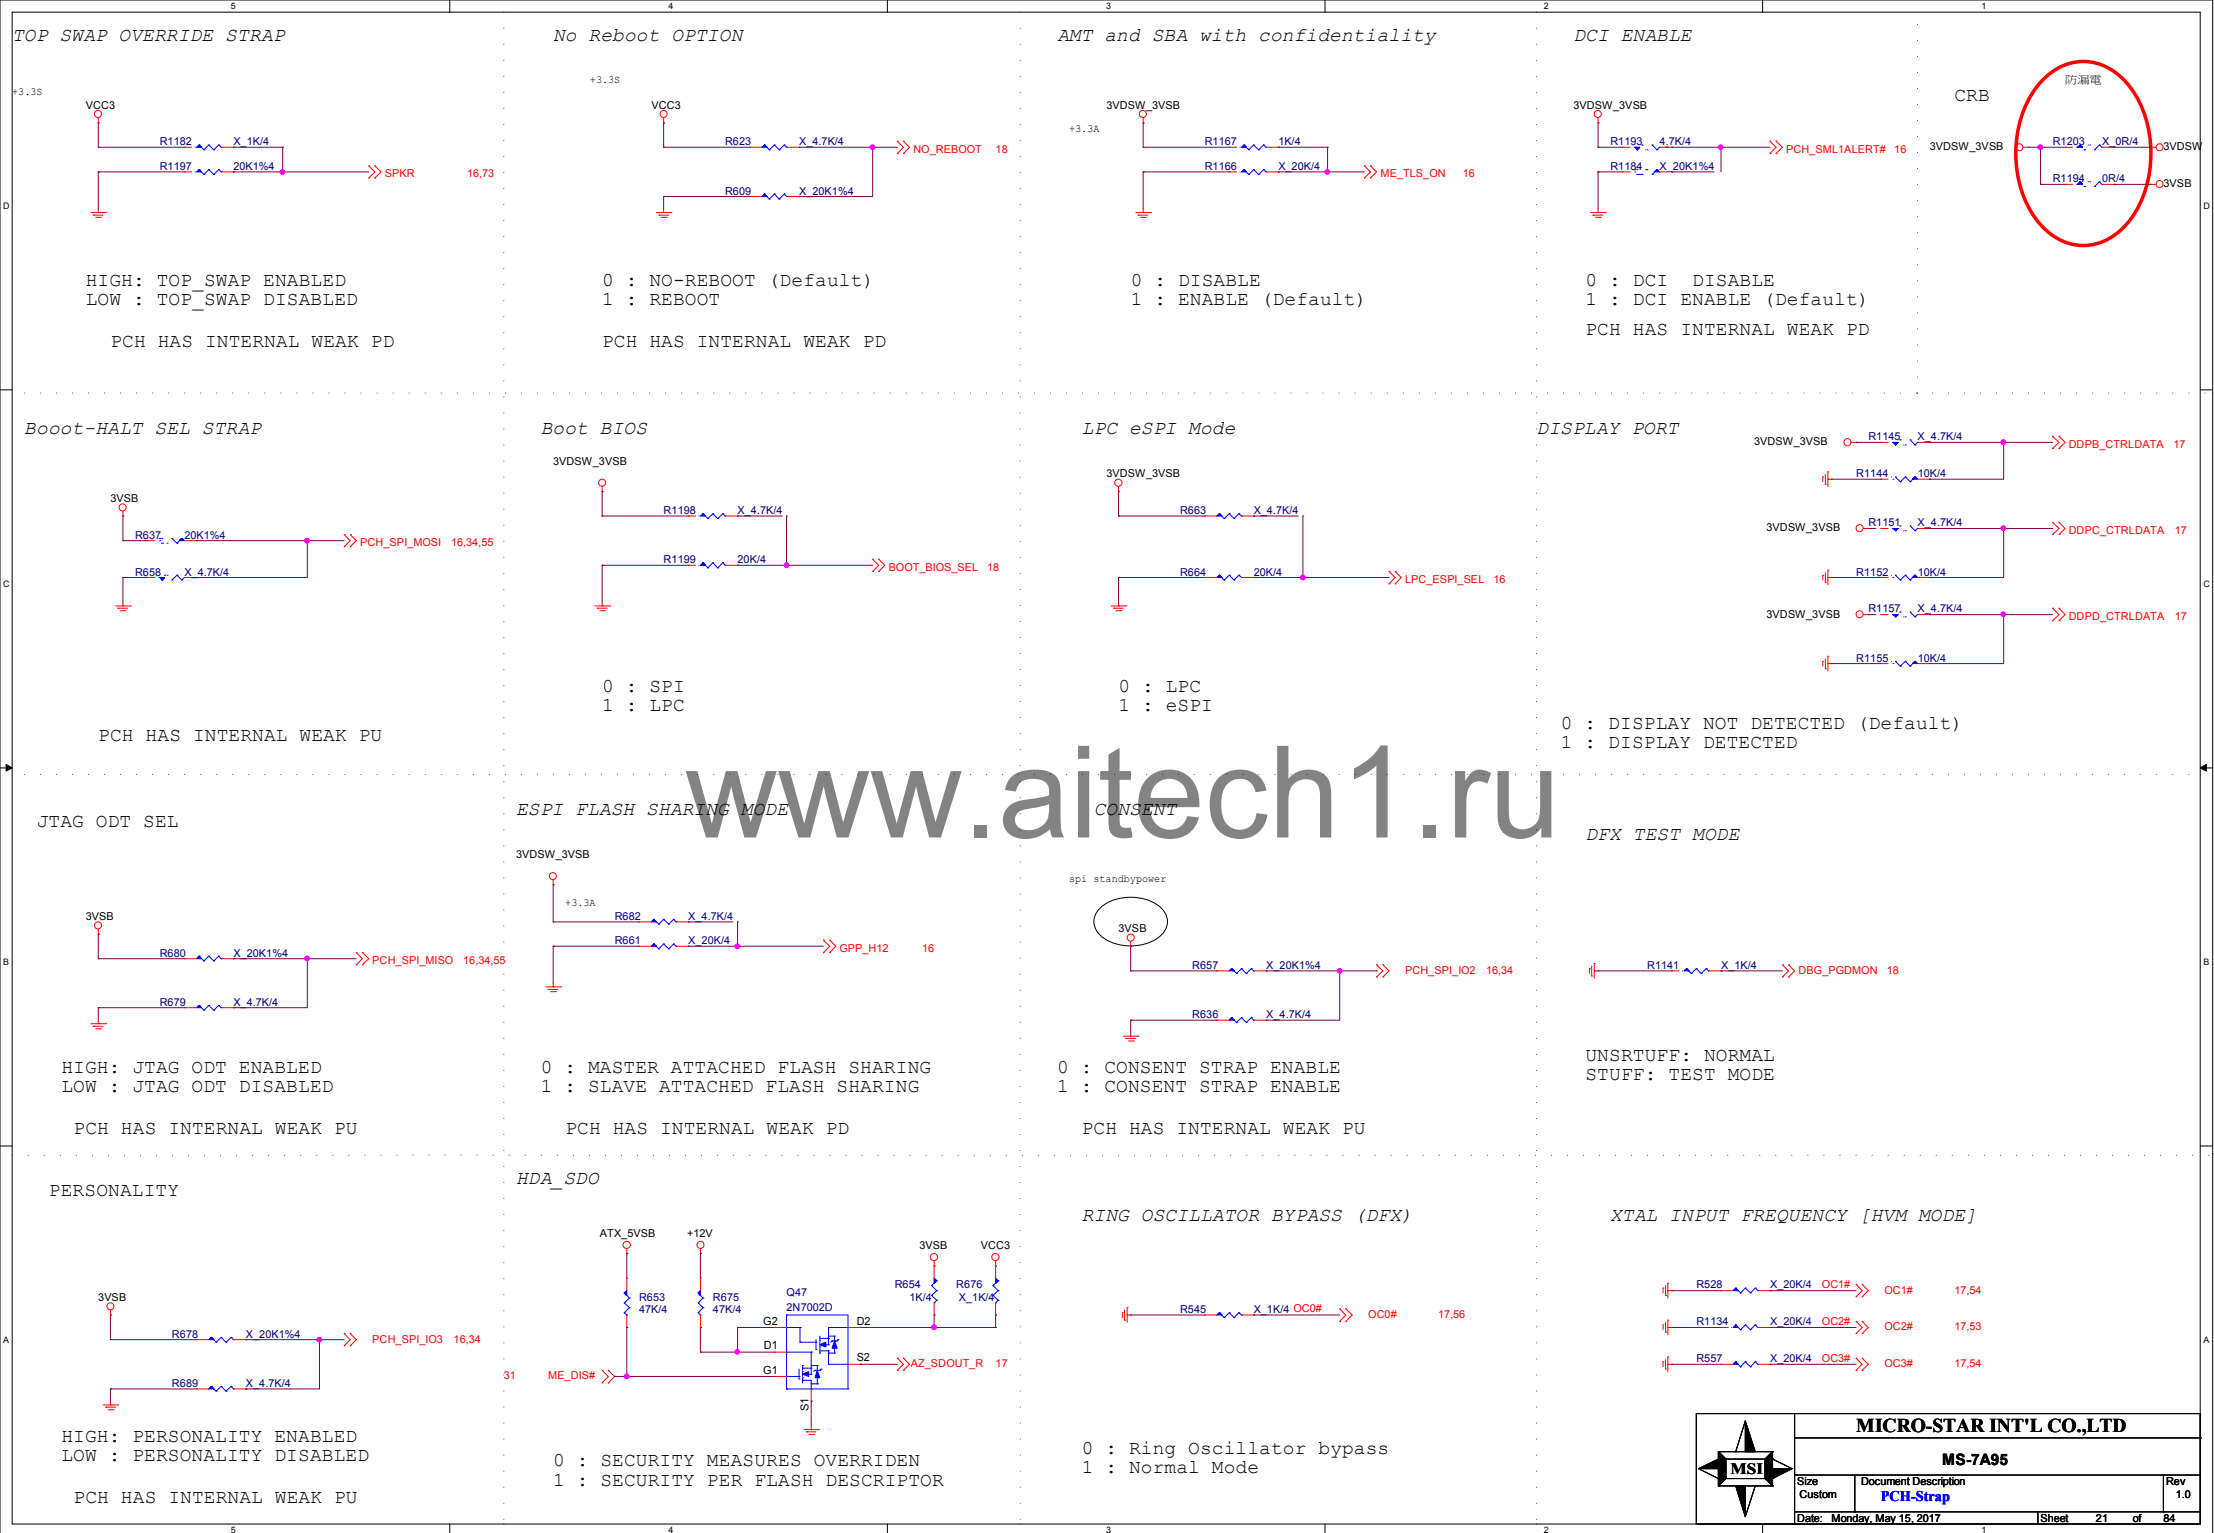 5 4 3 2 1
TOP SWAP OVERRIDE STRAP
+3.3S
VCC3
R1182 X_1K/4
R1197 20K1%4
SPKR 16,73
HIGH: TOP_SWAP ENABLED
LOW : TOP_SWAP DISABLED
PCH HAS INTERNAL WEAK PD
No Reboot OPTION
+3.3S
VCC3
R623 X_4.7K/4
NO_REBOOT 18
R609 X_20K1%4
0 : NO-REBOOT (Default)
1 : REBOOT
PCH HAS INTERNAL WEAK PD
AMT and SBA with confidentiality
3VDSW_3VSB
+3.3A
R1167 1K/4
R1166 X_20K/4
ME_TLS_ON 16
0 : DISABLE
1 : ENABLE (Default)
DCI ENABLE
3VDSW_3VSB
R1193 4.7K/4
PCH_SML1ALERT# 16
R1184 X_20K1%4
0 : DCI DISABLE
1 : DCI ENABLE (Default)
PCH HAS INTERNAL WEAK PD
防漏電
CRB
3VDSW_3VSB
R1203 X_0R/4
3VDSW
R1194 0R/4
3VSB
D D
Booot-HALT SEL STRAP
3VSB
R637 20K1%4
PCH_SPI_MOSI 16,34,55
R658 X_4.7K/4
PCH HAS INTERNAL WEAK PU
Boot BIOS
3VDSW_3VSB
R1198 X_4.7K/4
R1199 20K/4
BOOT_BIOS_SEL 18
0 : SPI
1 : LPC
LPC eSPI Mode
3VDSW_3VSB
R663 X_4.7K/4
R664 20K/4
LPC_ESPI_SEL 16
0 : LPC
1 : eSPI
DISPLAY PORT
3VDSW_3VSB R1145 X_4.7K/4
DDPB_CTRLDATA 17
R1144 10K/4
3VDSW_3VSB R1151 X_4.7K/4
DDPC_CTRLDATA 17
R1152 10K/4
3VDSW_3VSB R1157 X_4.7K/4
DDPD_CTRLDATA 17
R1155 10K/4
0 : DISPLAY NOT DETECTED (Default)
1 : DISPLAY DETECTED
C C
www.aitech1.ru
JTAG ODT SEL
3VSB
R680 X_20K1%4
PCH_SPI_MISO 16,34,55
R679 X_4.7K/4
HIGH: JTAG ODT ENABLED
LOW : JTAG ODT DISABLED
PCH HAS INTERNAL WEAK PU
ESPI FLASH SHARING MODE
3VDSW_3VSB
+3.3A
R682 X_4.7K/4
R661 X_20K/4
GPP_H12 16
0 : MASTER ATTACHED FLASH SHARING
1 : SLAVE ATTACHED FLASH SHARING
PCH HAS INTERNAL WEAK PD
CONSENT
spi standbypower
3VSB
R657 X_20K1%4
PCH_SPI_IO2 16,34
R636 X_4.7K/4
0 : CONSENT STRAP ENABLE
1 : CONSENT STRAP ENABLE
PCH HAS INTERNAL WEAK PU
DFX TEST MODE
R1141 X_1K/4
DBG_PGDMON 18
UNSRTUFF: NORMAL
STUFF: TEST MODE
B B
PERSONALITY
3VSB
R678 X_20K1%4
PCH_SPI_IO3 16,34
R689 X_4.7K/4
HIGH: PERSONALITY ENABLED
LOW : PERSONALITY DISABLED
PCH HAS INTERNAL WEAK PU
HDA_SDO
ATX_5VSB +12V
3VSB VCC3
R653
47K/4
R675
47K/4
Q47
2N7002D
R654
1K/4
R676
X_1K/4
G2 D2
D1
S2
G1
S1
AZ_SDOUT_R 17
31 ME_DIS#
0 : SECURITY MEASURES OVERRIDEN
1 : SECURITY PER FLASH DESCRIPTOR
RING OSCILLATOR BYPASS (DFX)
R545 X_1K/4 OC0# OC0# 17,56
0 : Ring Oscillator bypass
1 : Normal Mode
XTAL INPUT FREQUENCY [HVM MODE]
R528 X_20K/4 OC1# OC1# 17,54
R1134 X_20K/4 OC2# OC2# 17,53
R557 X_20K/4 OC3# OC3# 17,54
A A
MSI
MICRO-STAR INT'L CO.,LTD
MS-7A95
Size
Custom
Document Description
PCH-Strap
Rev
1.0
Date: Monday, May 15, 2017
Sheet 21 of 84
5 4 3 2 1